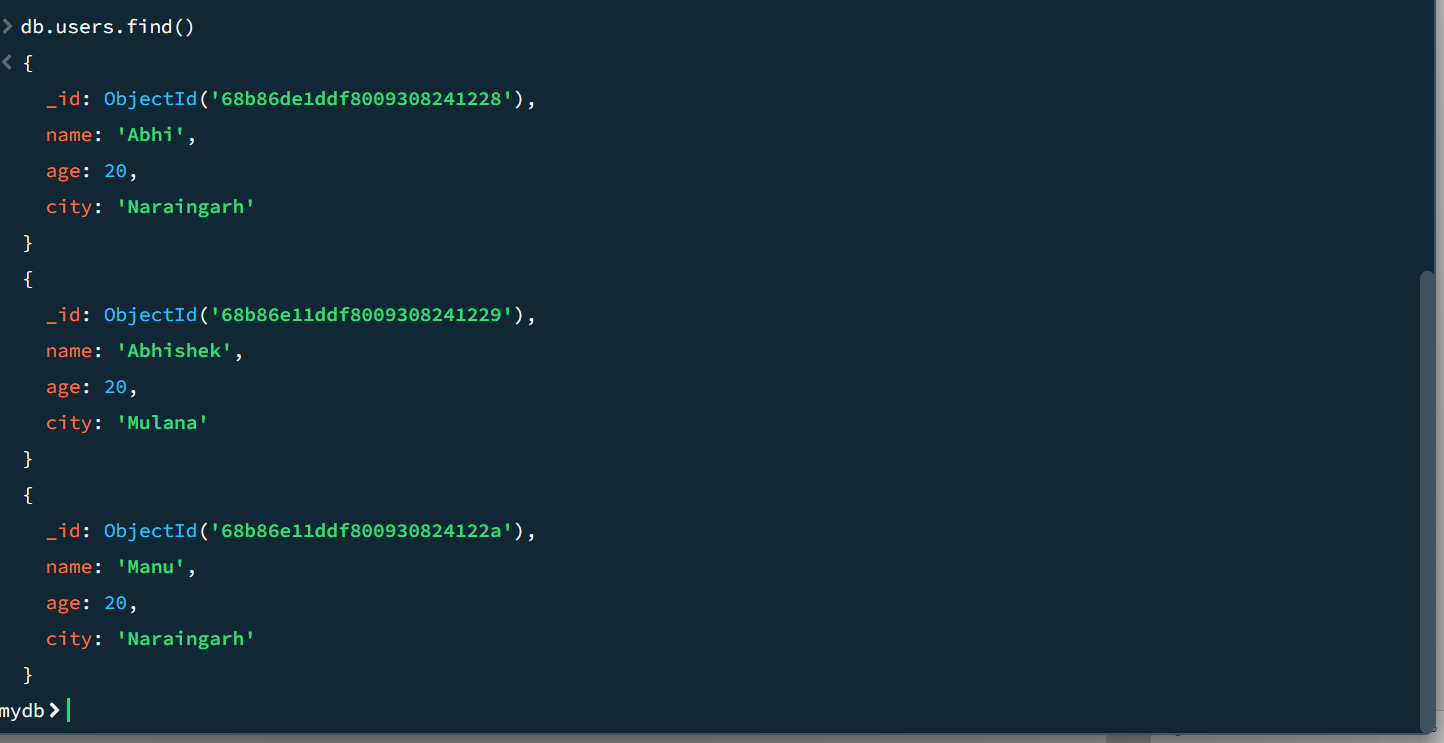 > db.users.find()
< {
_id: ObjectId('68b86de1ddf8009308241228'),
name: 'Abhi',
age: 20,
city: 'Naraingarh'
}
{
_id: ObjectId('68b86e11ddf8009308241229'),
name: 'Abhishek',
age: 20,
city: 'Mulana'
}
{
_id: ObjectId('68b86e11ddf800930824122a'),
name: 'Manu',
age: 20,
city: 'Naraingarh'
}
mydb>